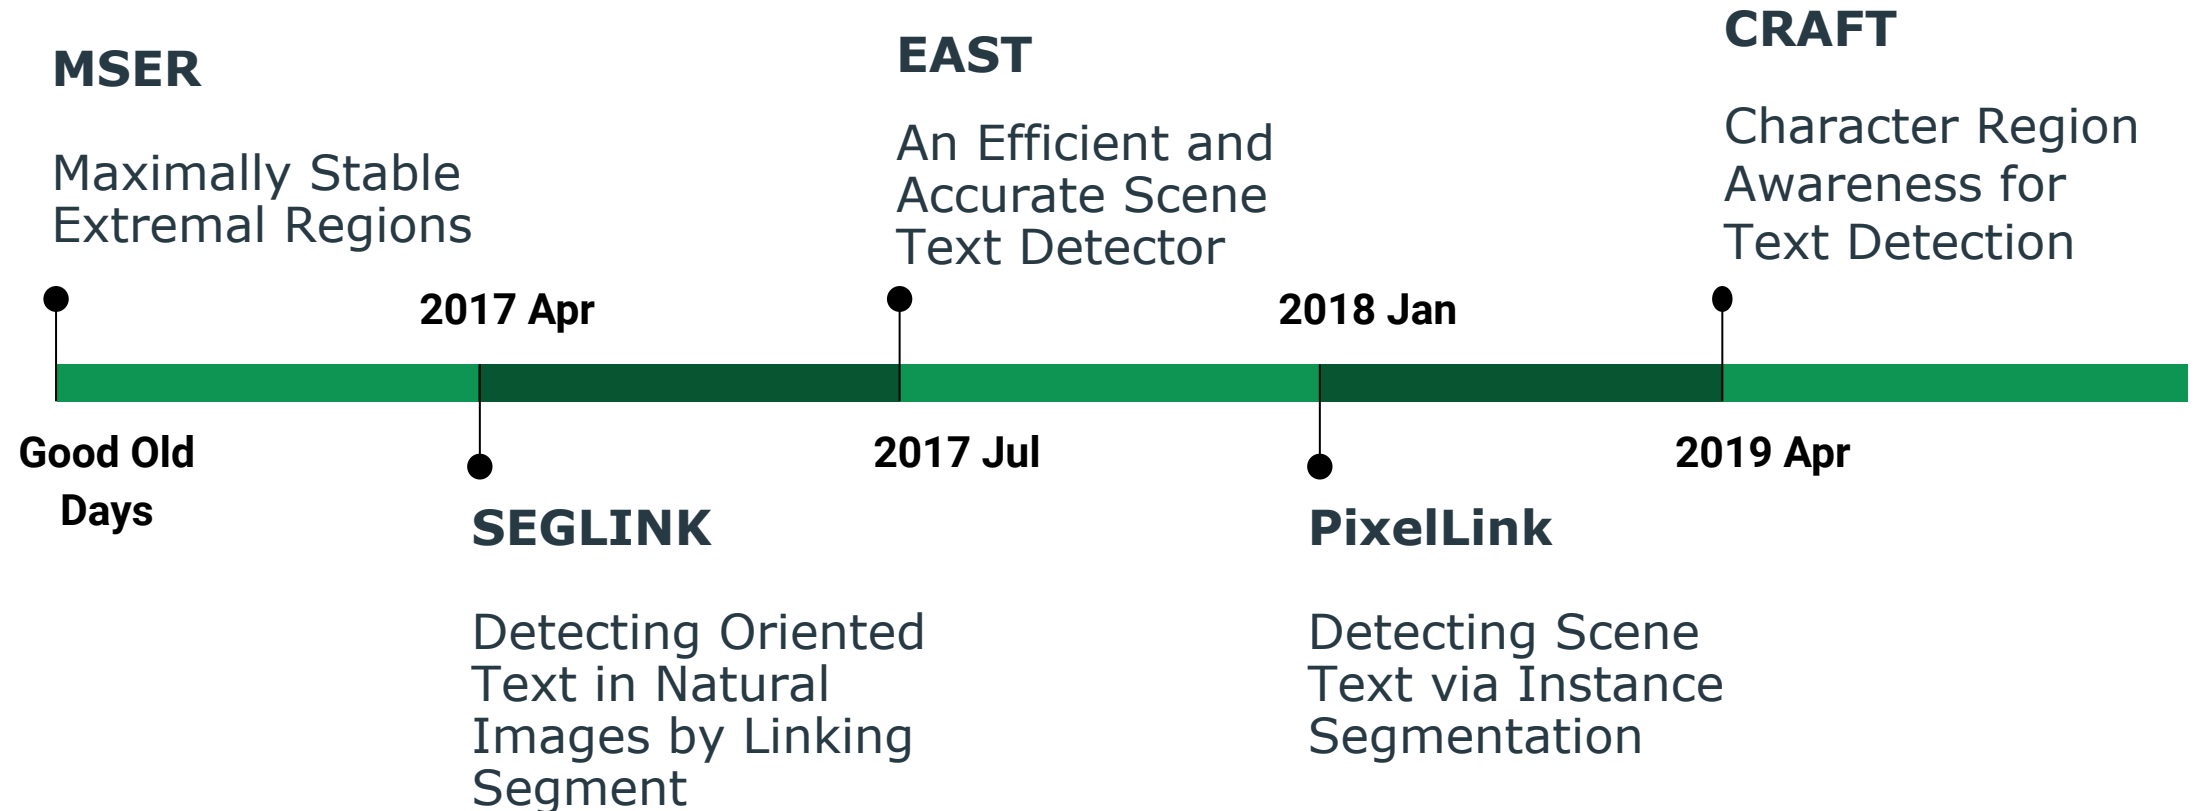 MSER
Maximally Stable
Extremal Regions
Good Old
Days
2017 Apr
SEGLINK
Detecting Oriented
Text in Natural
Images by Linking
Segment
EAST
An Efficient and
Accurate Scene
Text Detector
2017 Jul
2018 Jan
PixelLink
Detecting Scene
Text via Instance
Segmentation
CRAFT
Character Region
Awareness for
Text Detection
2019 Apr